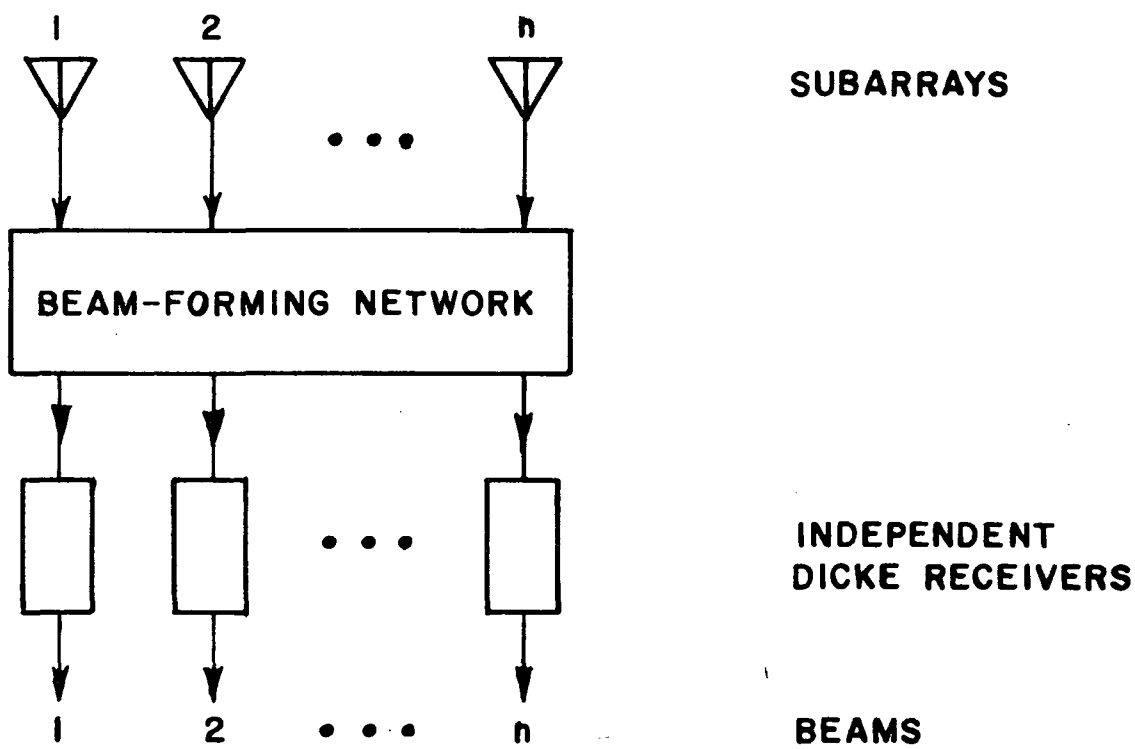 1 2 n
SUBARRAYS
• • •
BEAM-FORMING NETWORK
• • •
INDEPENDENT
DICKE RECEIVERS
1 2 • • • n BEAMS